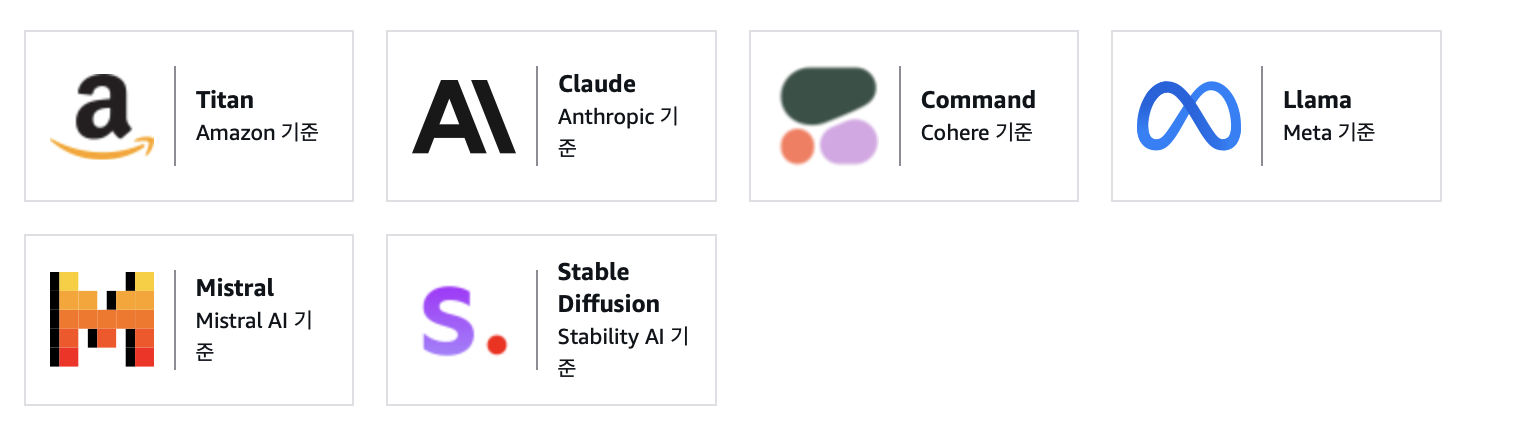 Titan
Amazon 기준
Claude
Anthropic 기
준
Command
Cohere 기준
Llama
Meta 기준
Mistral
Mistral AI 기
준
Stable
Diffusion
Stability AI 기
준